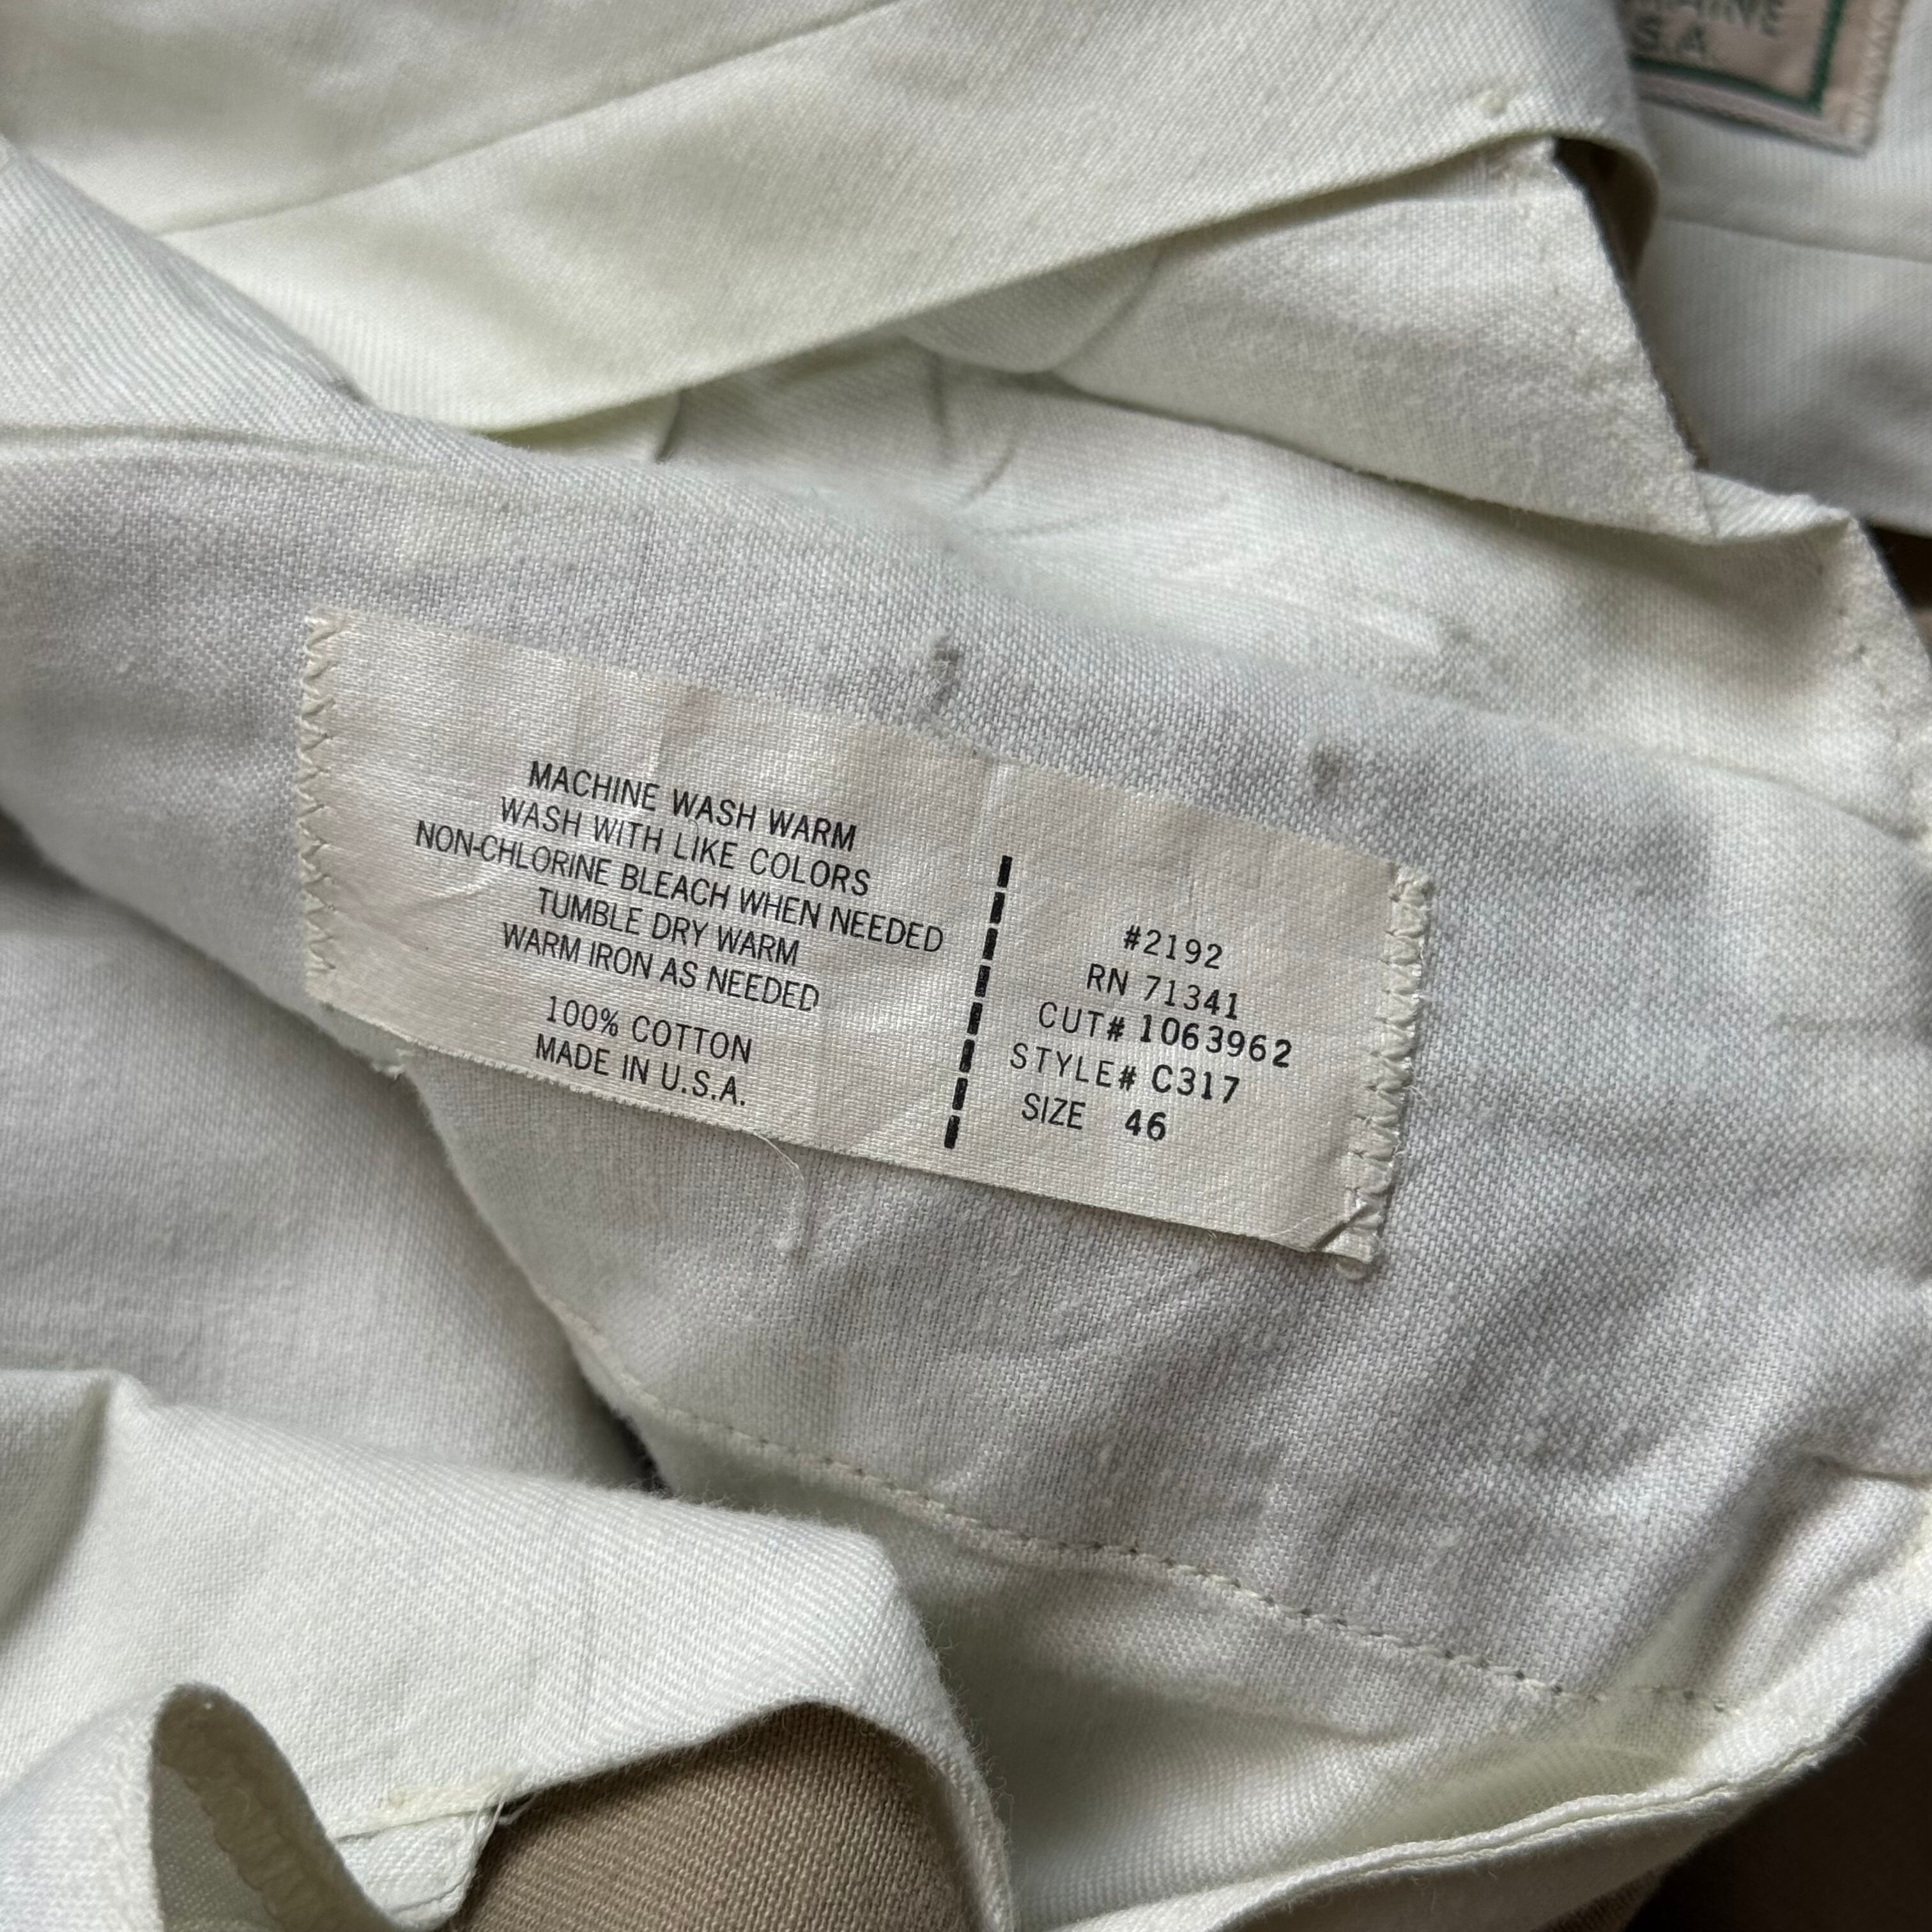 MAINE
S.A.
MACHINE WASH WARM
WASH WITH LIKE COLORS
NON-CHLORINE BLEACH WHEN NEEDED
TUMBLE DRY WARM
WARM IRON AS NEEDED
100% COTTON
MADE IN U.S.A.
#2192
RN 71341
CUT# 1063962
STYLE# C317
SIZE 46